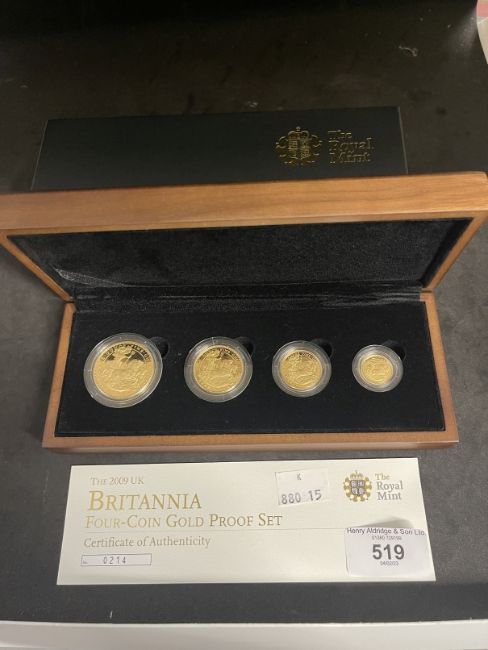 The
Royal
Mint
THE 2009 UK
BRITANNIA
FOUR-COIN GOLD PROOF SET
Certificate of Authenticity
0214
K
880 15
The
Royal Mint
Henry Aldridge & Son Ltd.
519